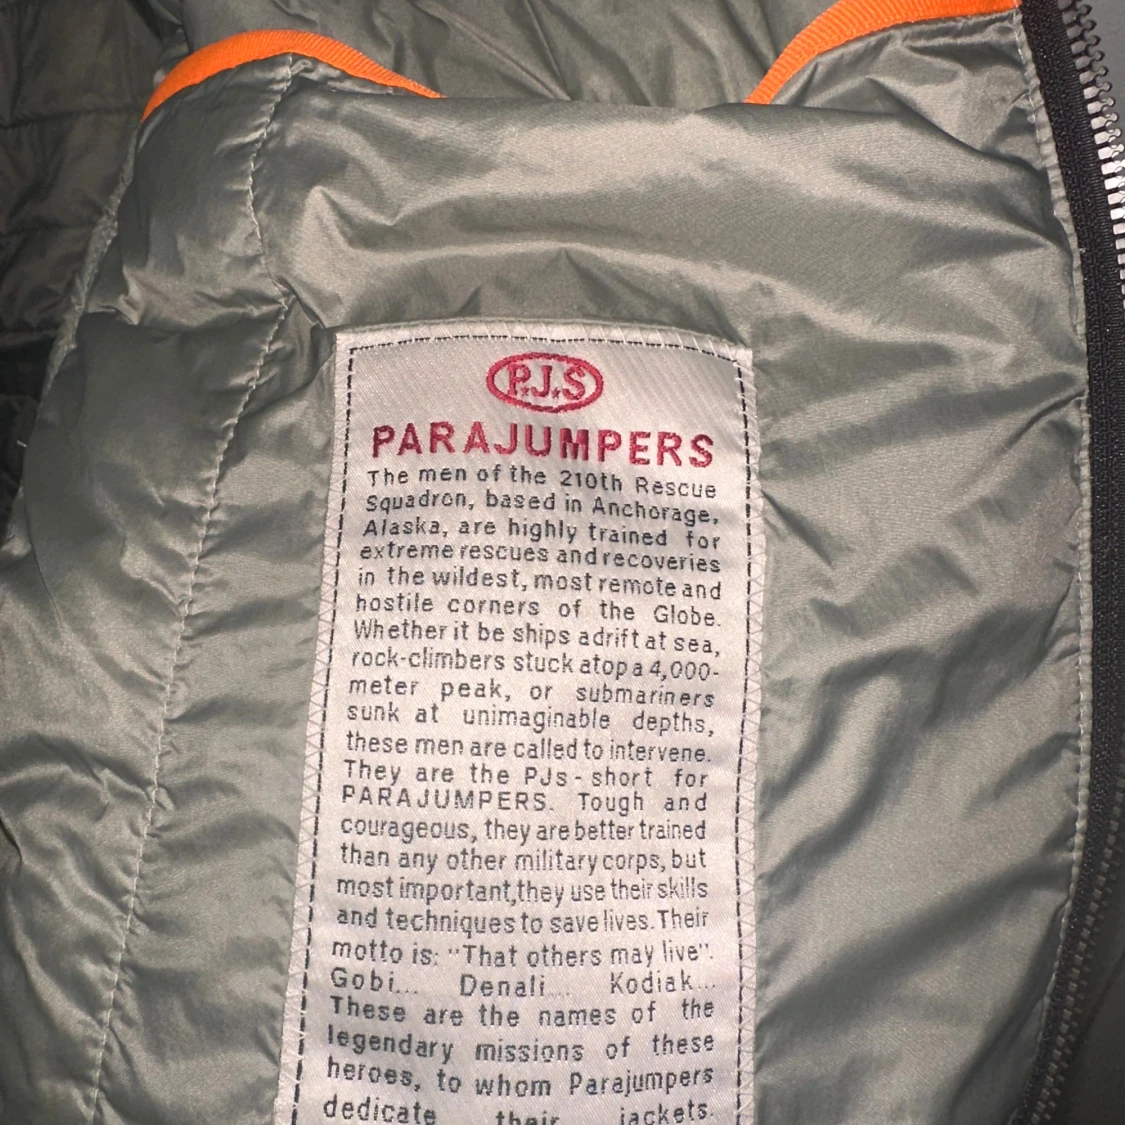 P.J.S
PARAJUMPERS
The men of the 210th Rescue
Squadron, based in Anchorage,
Alaska, are highly trained for
extreme rescues and recoveries
in the wildest, most remote and
hostile corners of the Globe.
Whether it be ships adrift at sea,
rock-climbers stuck atop a 4,000-
meter peak, or submariners
sunk at unimaginable depths,
these men are called to intervene.
They are the PJs - short for
PARAJUMPERS. Tough and
courageous, they are better trained
than any other military corps, but
most important,they use their skills
and techniques to save lives. Their
motto is: "That others may live".
Gobi... Denali.... Kodiak...
These are the names of the
legendary missions of these
heroes, to whom Parajumpers
dedicate their jackets.